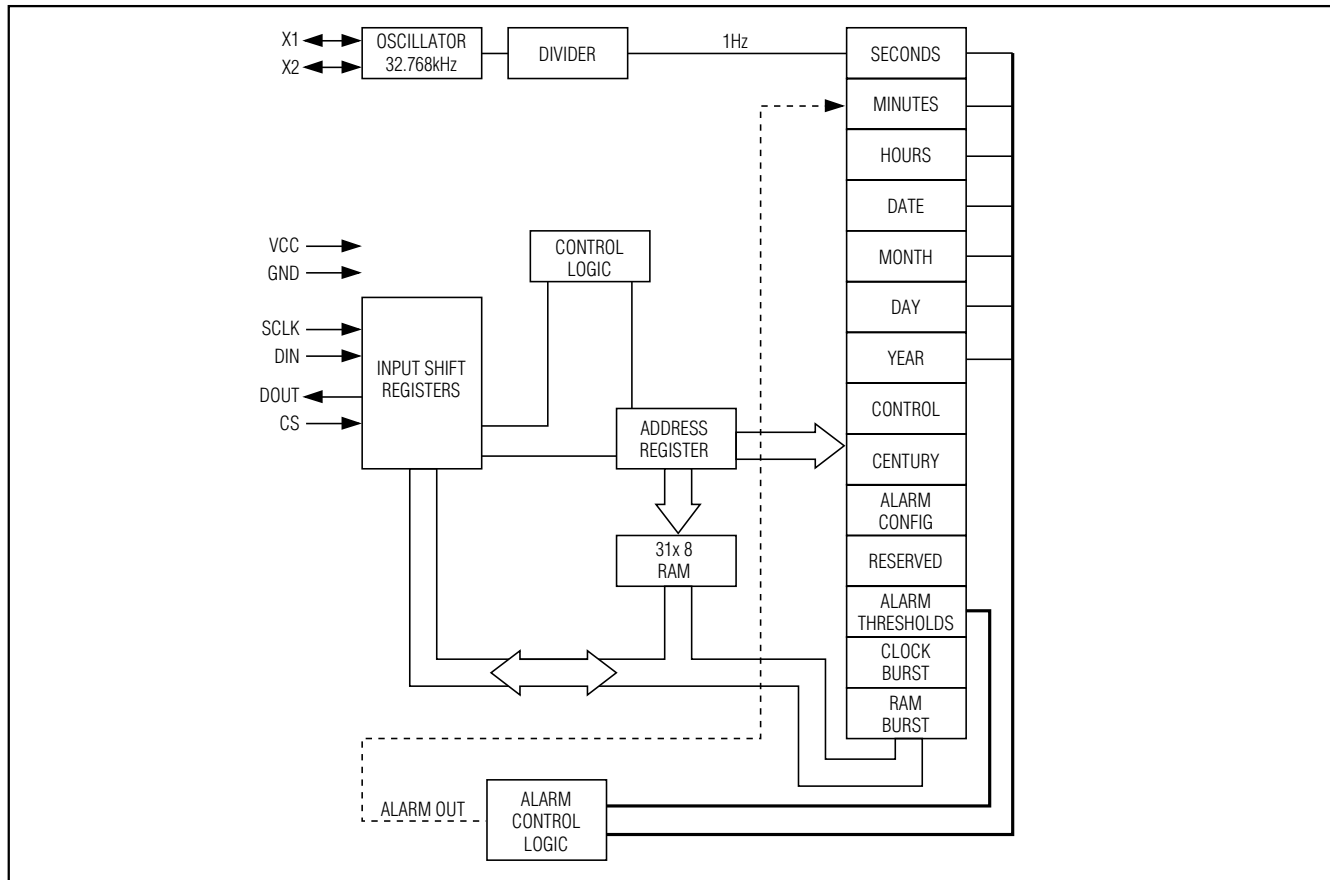 X1
X2
OSCILLATOR
32.768kHz
DIVIDER
1Hz
SECONDS
MINUTES
HOURS
DATE
MONTH
DAY
YEAR
CONTROL
CENTURY
ALARM
CONFIG
RESERVED
ALARM
THRESHOLDS
CLOCK
BURST
RAM
BURST
VCC
GND
SCLK
DIN
DOUT
CS
INPUT SHIFT
REGISTERS
CONTROL
LOGIC
ADDRESS
REGISTER
31x 8
RAM
ALARM OUT
ALARM
CONTROL
LOGIC